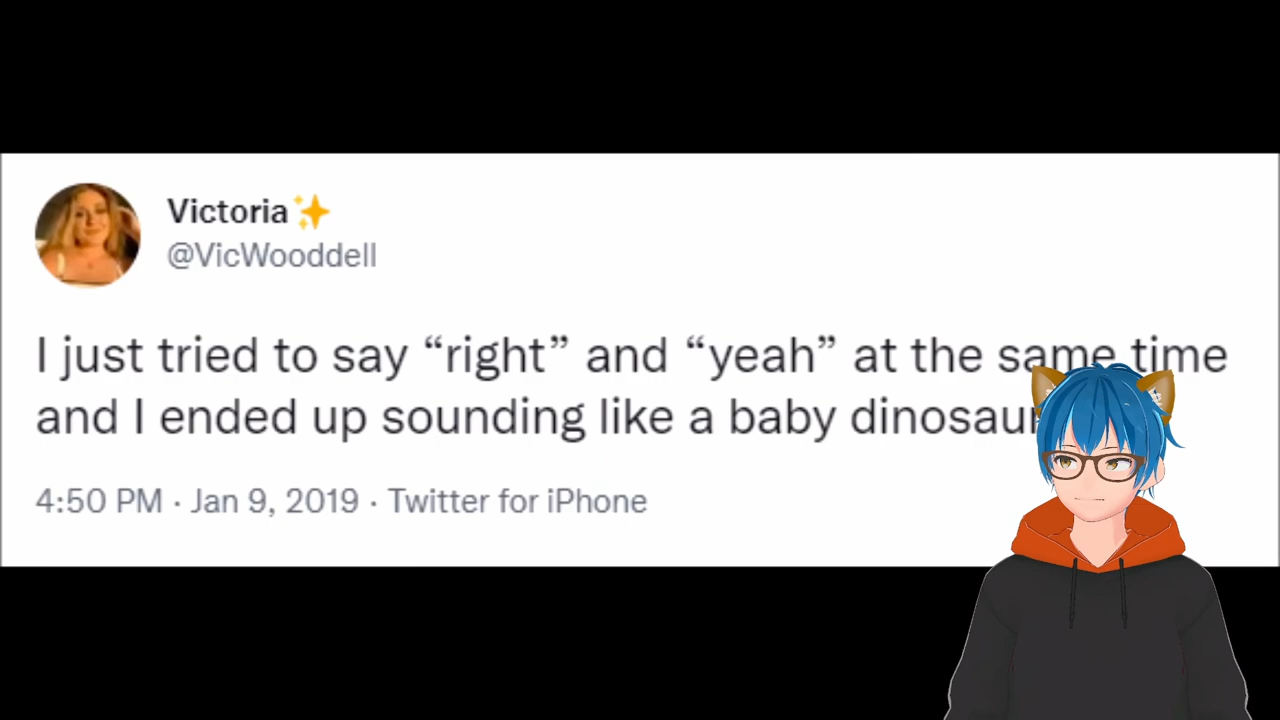 Victoria✨
@VicWooddell
I just tried to say “right” and “yeah” at the same time
and I ended up sounding like a baby dinosaur
4:50 PM · Jan 9, 2019 · Twitter for iPhone